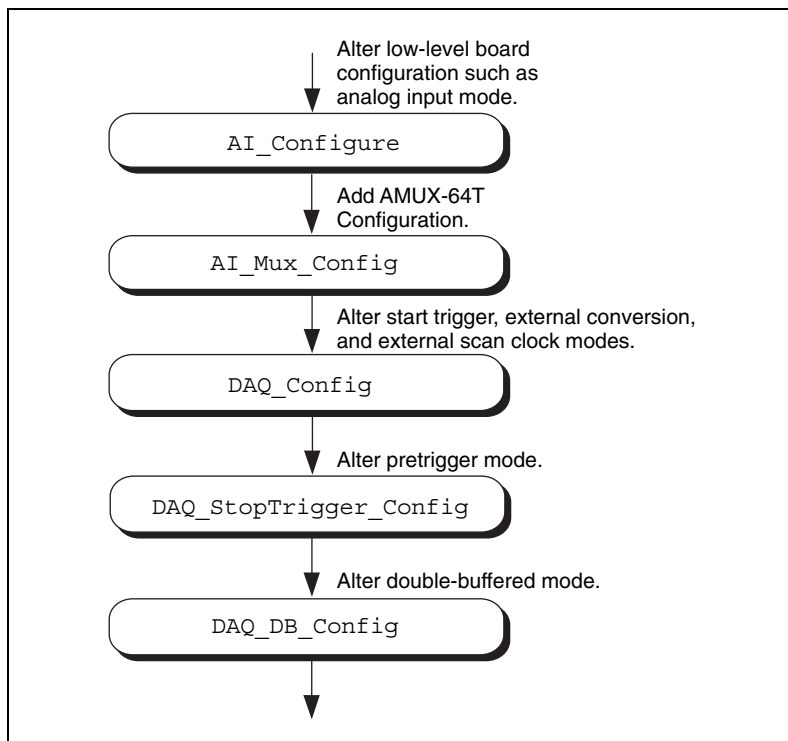 Alter low-level board
configuration such as
analog input mode.
AI_Configure
Add AMUX-64T
Configuration.
AI_Mux_Config
Alter start trigger, external conversion,
and external scan clock modes.
DAQ_Config
Alter pretrigger mode.
DAQ_StopTrigger_Config
Alter double-buffered mode.
DAQ_DB_Config